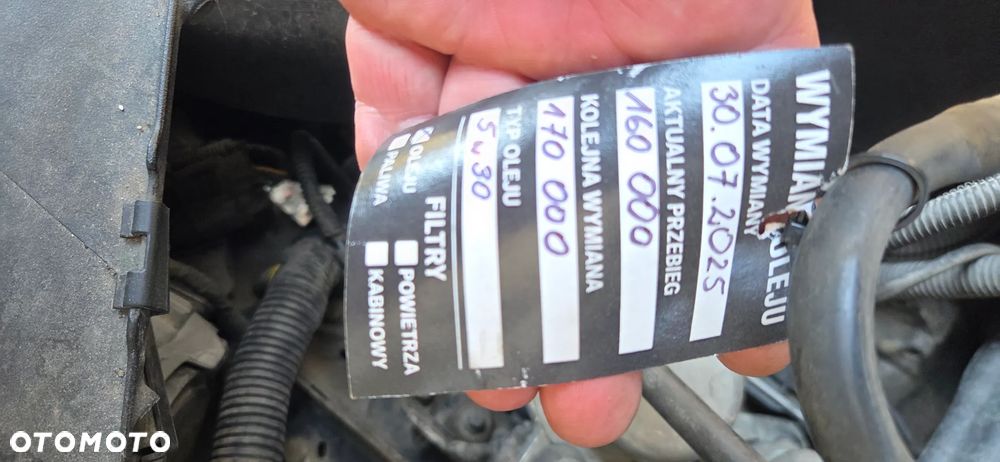 WYMIANA OLEJU
DATA WYMIANY
30.07.2025
AKTUALNY PRZEBIEG
160 000
KOLEJNA WYMIANA
170 000
TYP OLEJU
5w30
FILTRY
OLEJU POWIETRZA
PALIWA KABINOWY
OTOMOTO